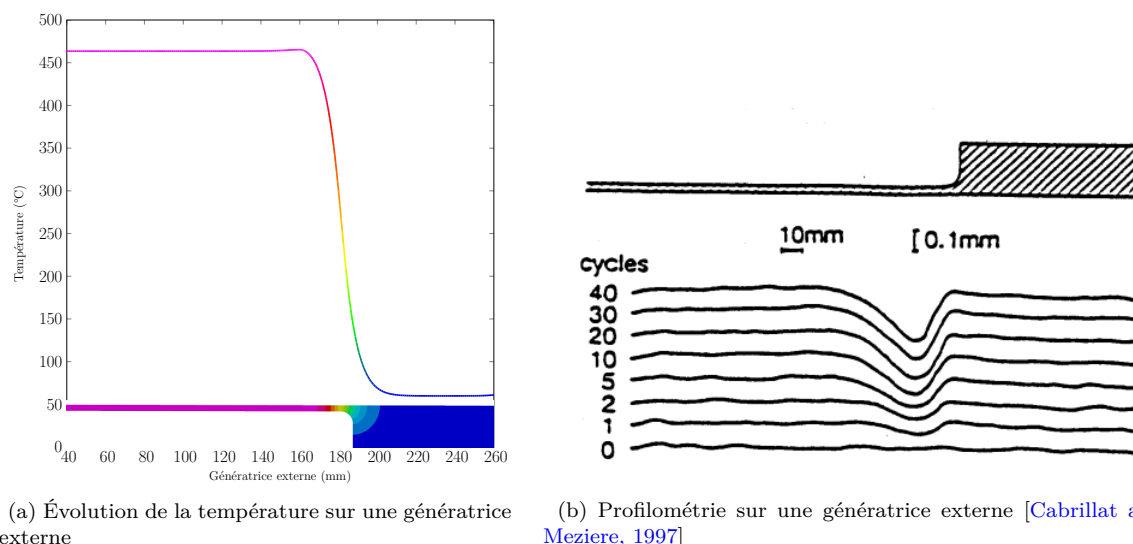 500
450
400
350
300
250
200
150
100
50
0
Température (°C)
40 60 80 100 120 140 160 180 200 220 240 260
Génératrice externe (mm)
10mm
[0.1mm
cycles
40
30
20
10
5
2
1
0
(a) Évolution de la température sur une génératrice
externe
(b) Profilométrie sur une génératrice externe [Cabrillat a
Meziere, 1997]